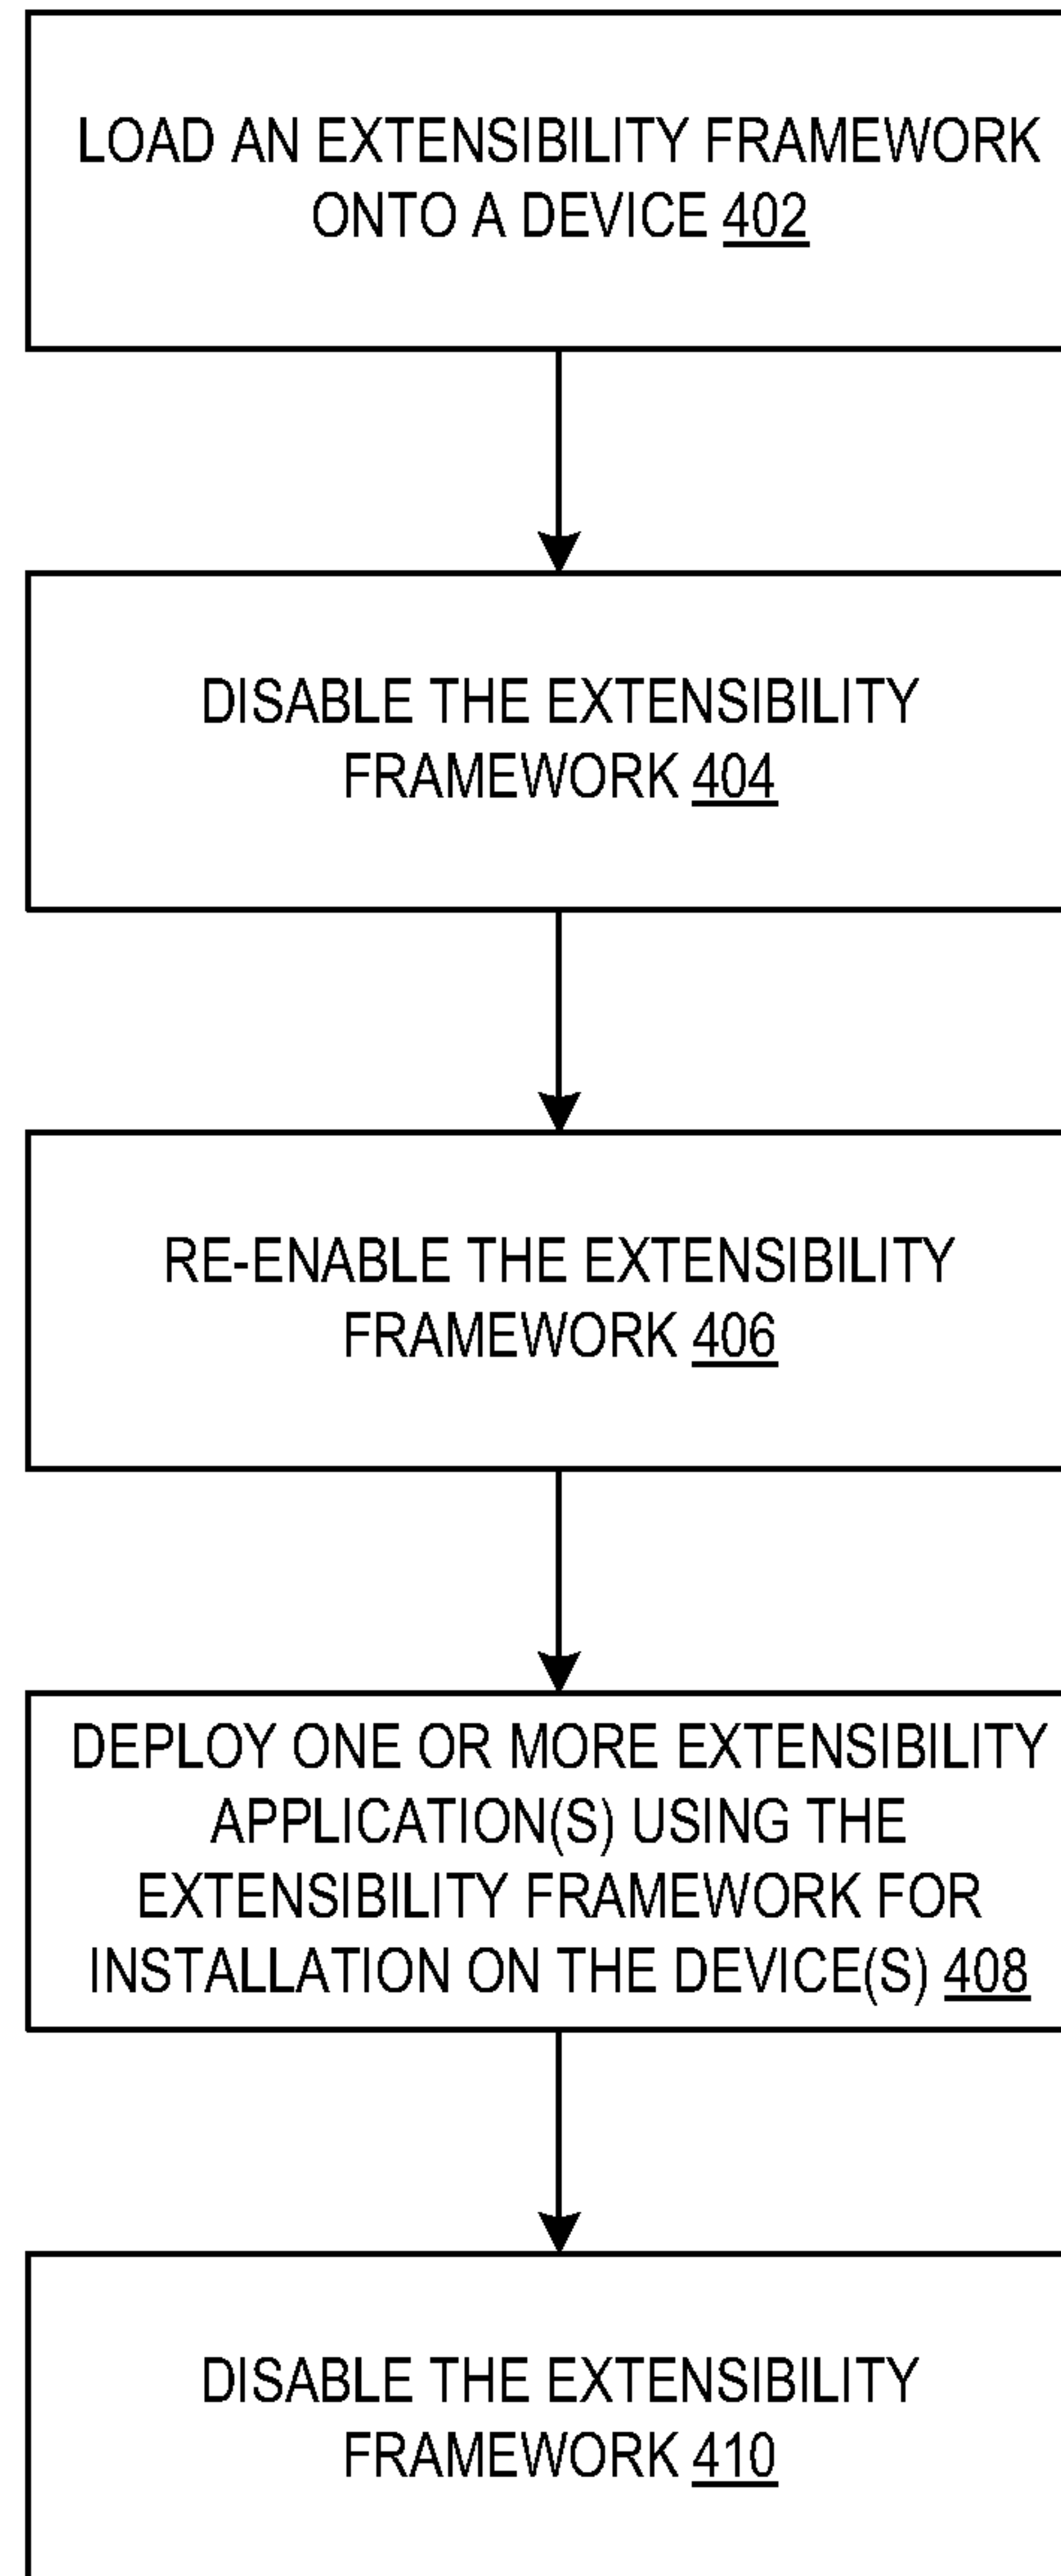 LOAD AN EXTENSIBILITY FRAMEWORK
ONTO A DEVICE 402
DISABLE THE EXTENSIBILITY
FRAMEWORK 404
RE-ENABLE THE EXTENSIBILITY
FRAMEWORK 406
DEPLOY ONE OR MORE EXTENSIBILITY
APPLICATION(S) USING THE
EXTENSIBILITY FRAMEWORK FOR
INSTALLATION ON THE DEVICE(S) 408
DISABLE THE EXTENSIBILITY
FRAMEWORK 410